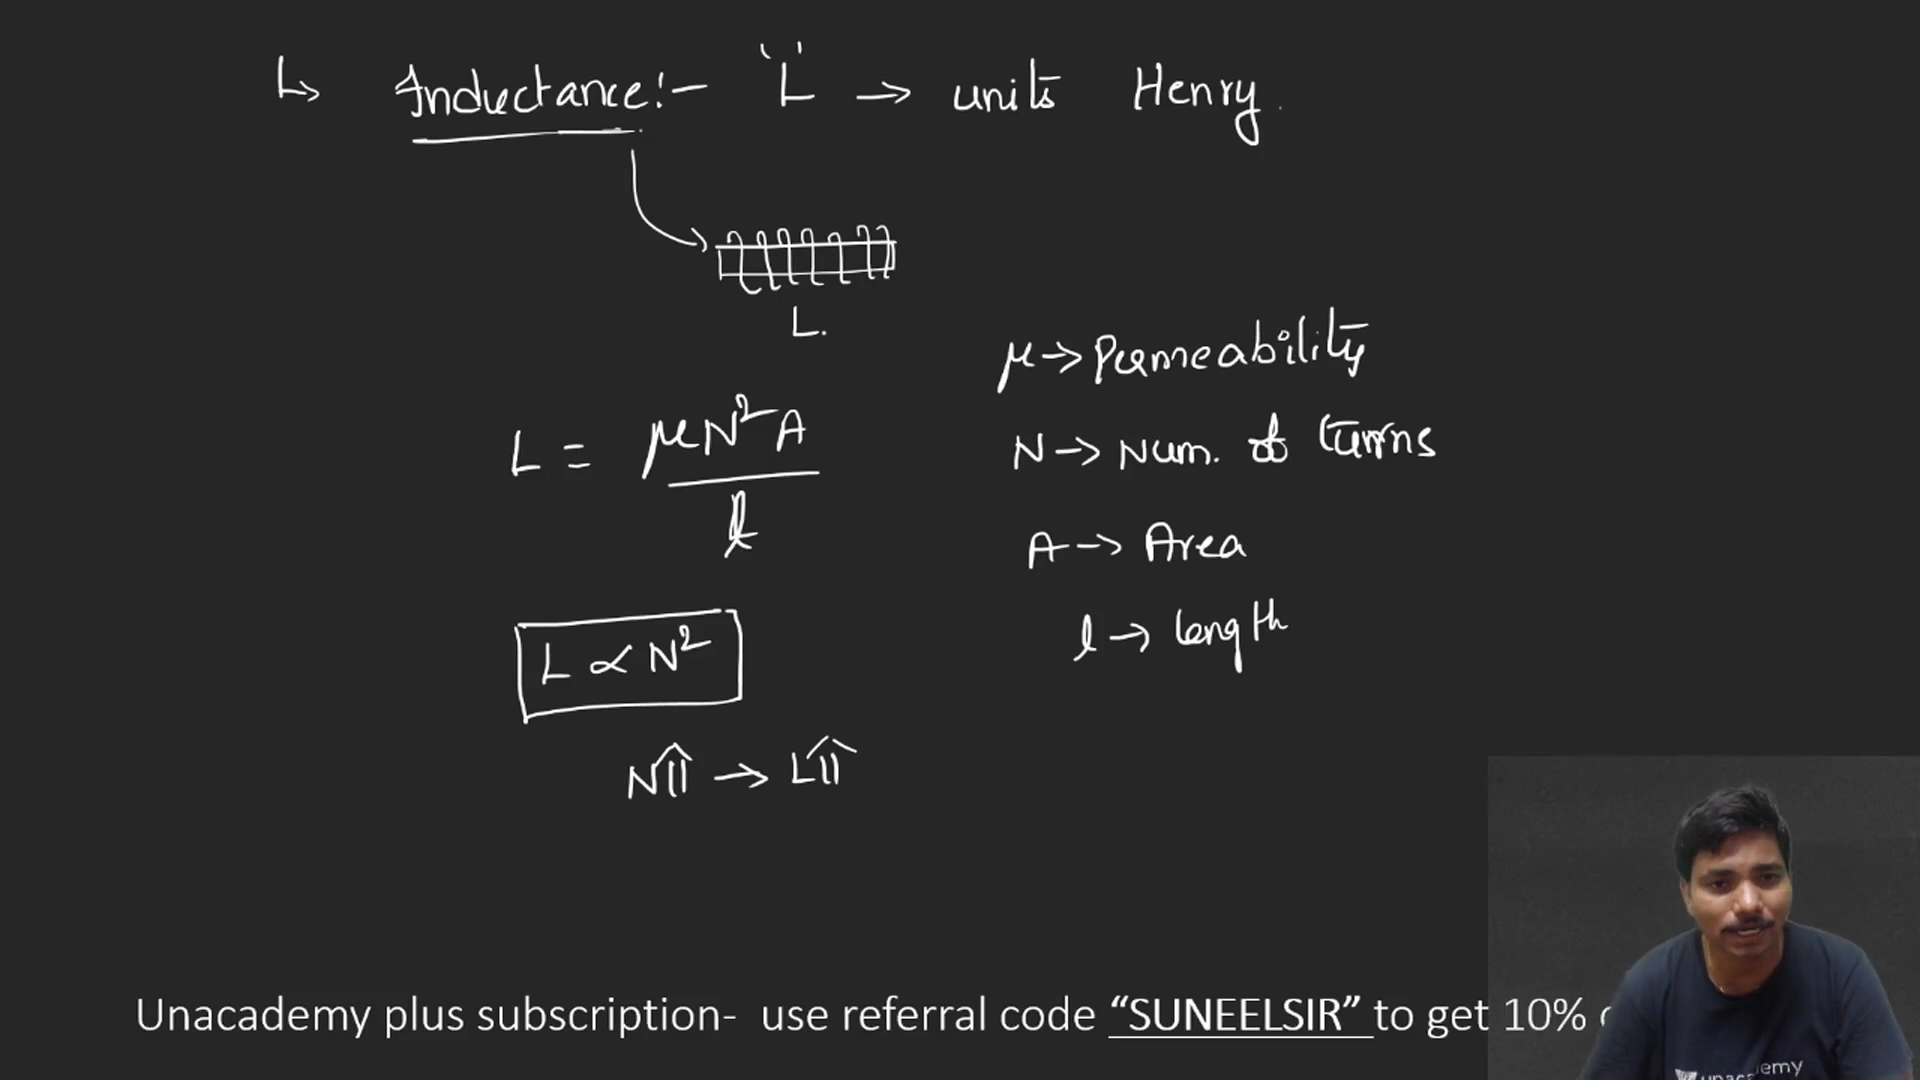 ↳ Inductance:- 'L' → units Henry.
L.
μ → Permeability
L = μN²A / l
N → Num. of turns
A → Area
l → length
L ∝ N²
N⇑ → L⇑
Unacademy plus subscription- use referral code “SUNEELSIR” to get 10%
emy